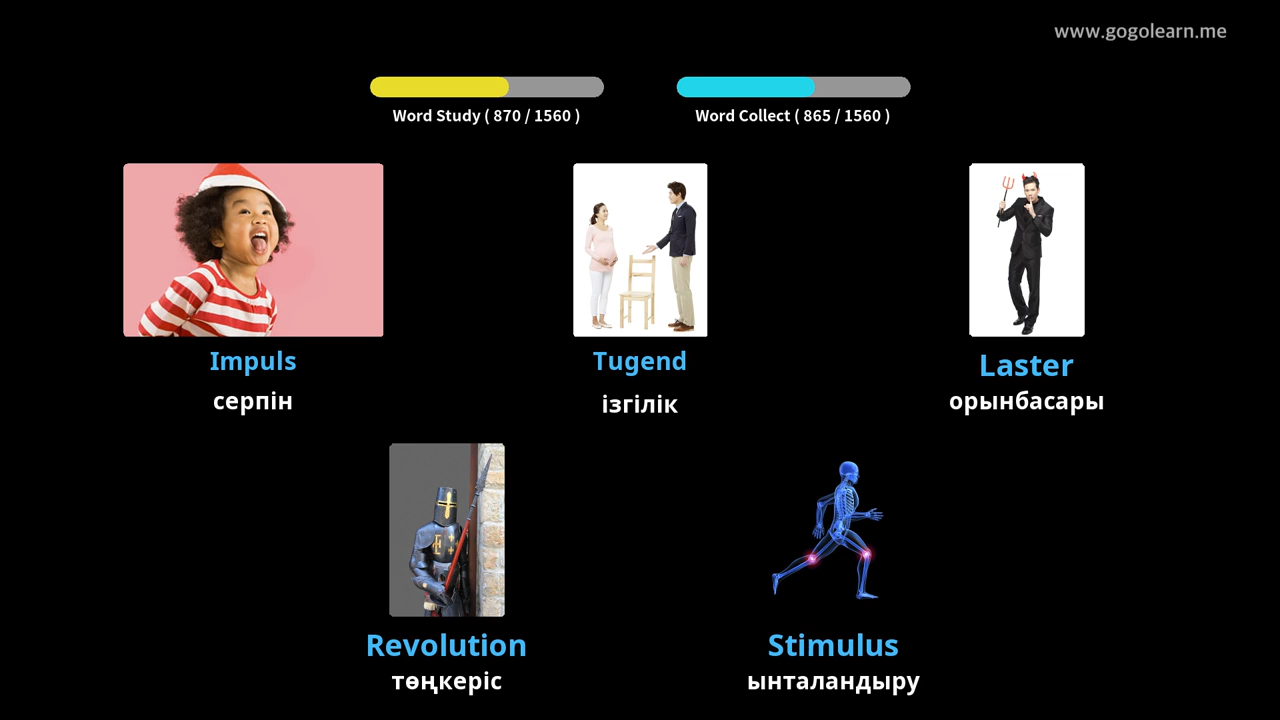 www.gogolearn.me
Word Study ( 870 / 1560 )
Word Collect ( 865 / 1560 )
Impuls
серпін
Tugend
ізгілік
Laster
орынбасары
Revolution
төңкеріс
Stimulus
ынталандыру